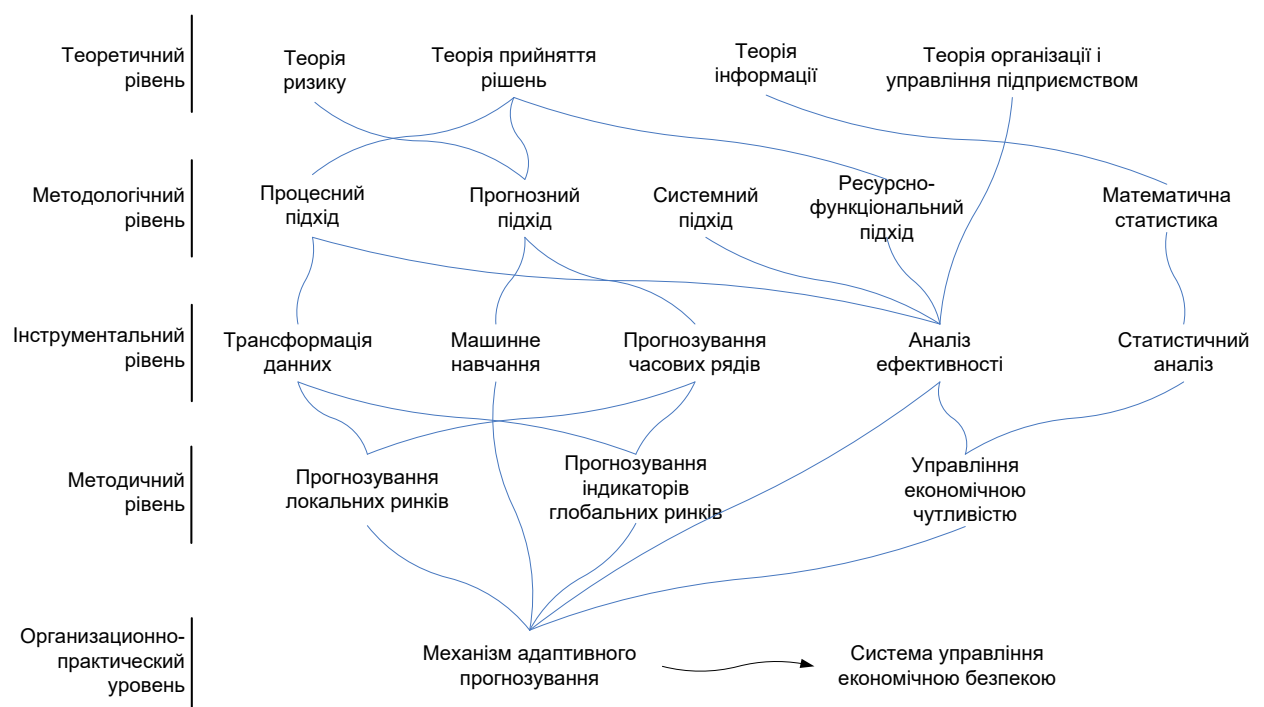 Теоретичний
рівень
Теорія
ризику
Теорія прийняття
рішень
Теорія
інформації
Теорія організації і
управління підприємством
Методологічний
рівень
Процесний
підхід
Прогнозний
підхід
Системний
підхід
Ресурсно-
функціональний
підхід
Математична
статистика
Інструментальний
рівень
Трансформація
данних
Машинне
навчання
Прогнозування
часових рядів
Аналіз
ефективності
Статистичний
аналіз
Методичний
рівень
Прогнозування
локальних ринків
Прогнозування
індикаторів
глобальних ринків
Управління
економічною
чутливістю
Организационно-
практический
уровень
Механізм адаптивного
прогнозування
Система управління
економічною безпекою